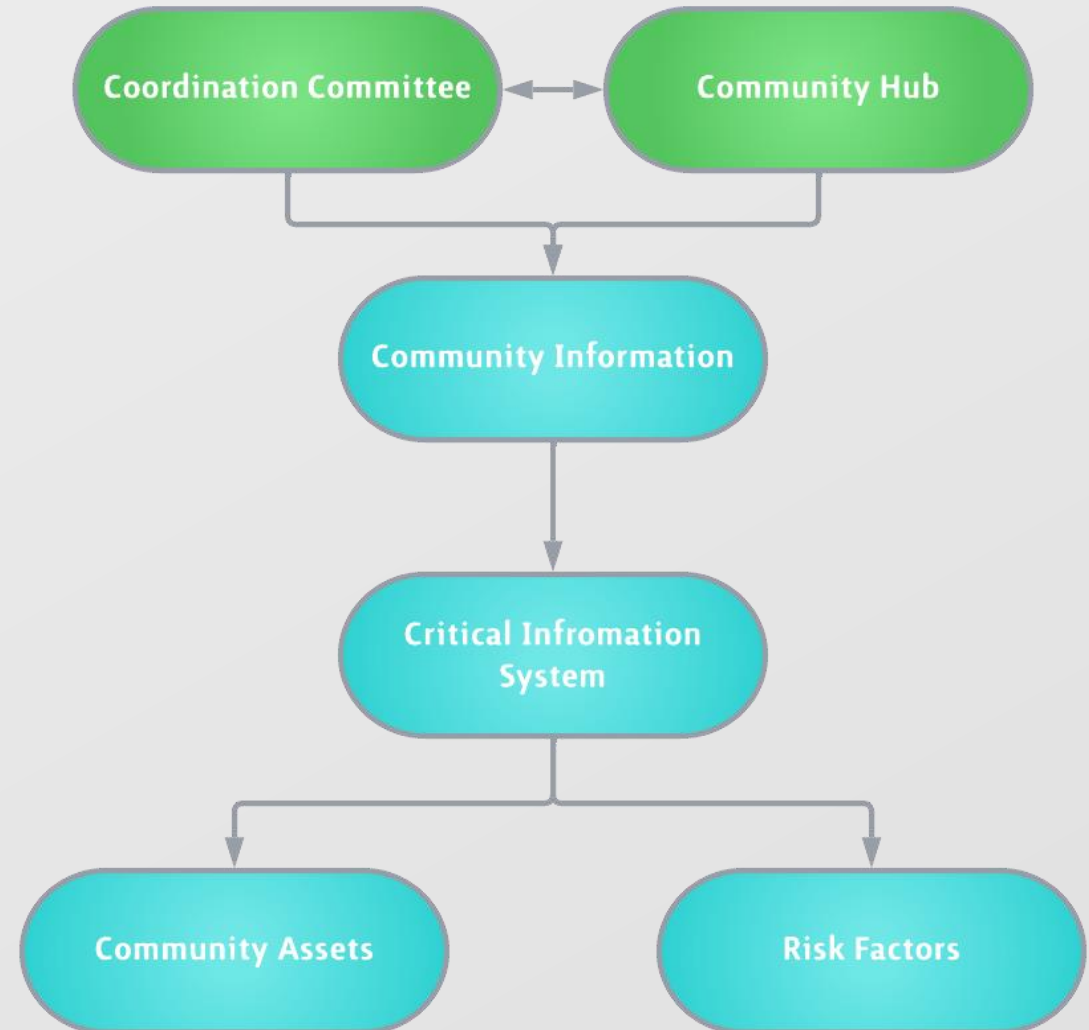 Coordination Committee
Community Hub
Community Information
Critical Infromation
System
Community Assets
Risk Factors